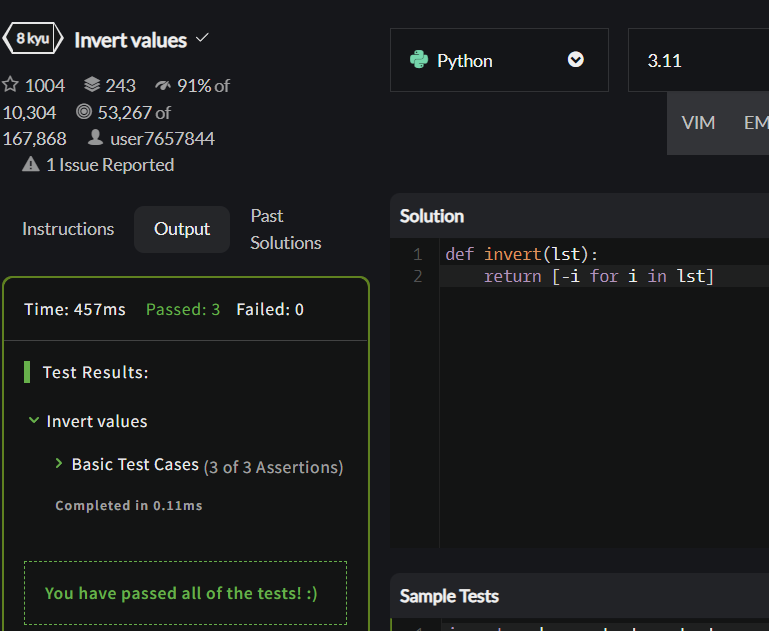 8 kyu Invert values
1004 243 91% of
10,304 53,267 of
167,868 user7657844
1 Issue Reported
Instructions Output Past Solutions
Time: 457ms Passed: 3 Failed: 0
Test Results:
Invert values
Basic Test Cases (3 of 3 Assertions)
Completed in 0.11ms
You have passed all of the tests! :)
Python 3.11
VIM EM
Solution
1 def invert(lst):
2 return [-i for i in lst]
Sample Tests